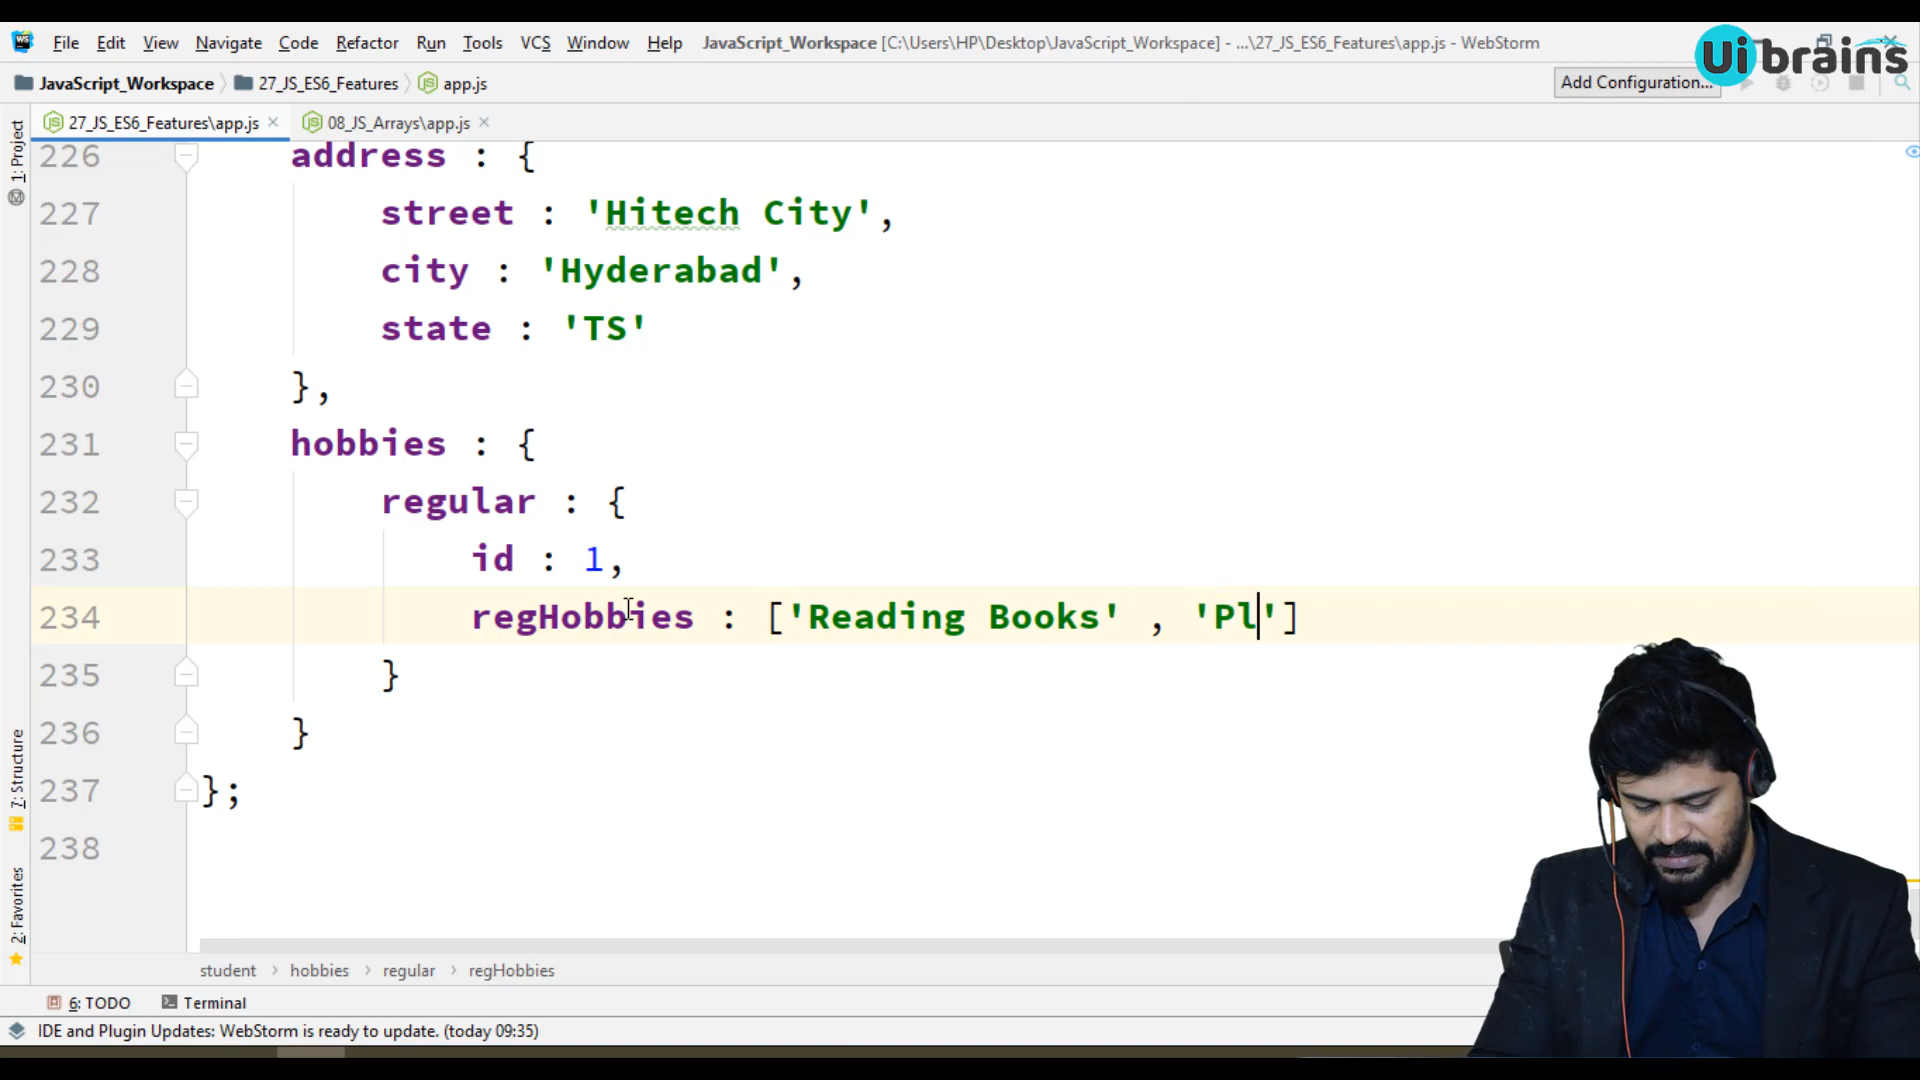 File Edit View Navigate Code Refactor Run Tools VCS Window Help JavaScript_Workspace [C:\Users\HP\Desktop\JavaScript_Workspace] - ...\27_JS_ES6_Features\app.js - WebStorm
Ui brains
JavaScript_Workspace 27_JS_ES6_Features app.js Add Configuration...
27_JS_ES6_Features\app.js 08_JS_Arrays\app.js
1: Project
7: Structure
2: Favorites
226 address : {
227 street : 'Hitech City',
228 city : 'Hyderabad',
229 state : 'TS'
230 },
231 hobbies : {
232 regular : {
233 id : 1,
234 regHobbies : ['Reading Books' , 'Pl']
235 }
236 }
237 };
238
student › hobbies › regular › regHobbies
6: TODO Terminal
IDE and Plugin Updates: WebStorm is ready to update. (today 09:35)